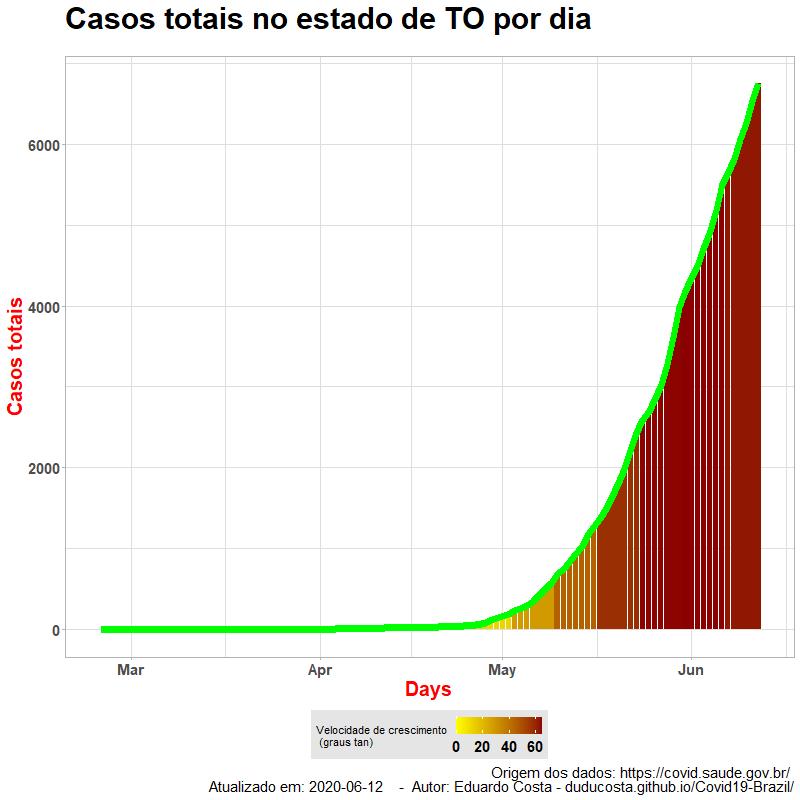 Casos totais no estado de TO por dia
6000
4000
2000
0
Casos totais
Mar Apr May Jun
Days
Velocidade de crescimento
(graus tan)
0 20 40 60
Origem dos dados: https://covid.saude.gov.br/
Atualizado em: 2020-06-12 - Autor: Eduardo Costa - duducosta.github.io/Covid19-Brazil/